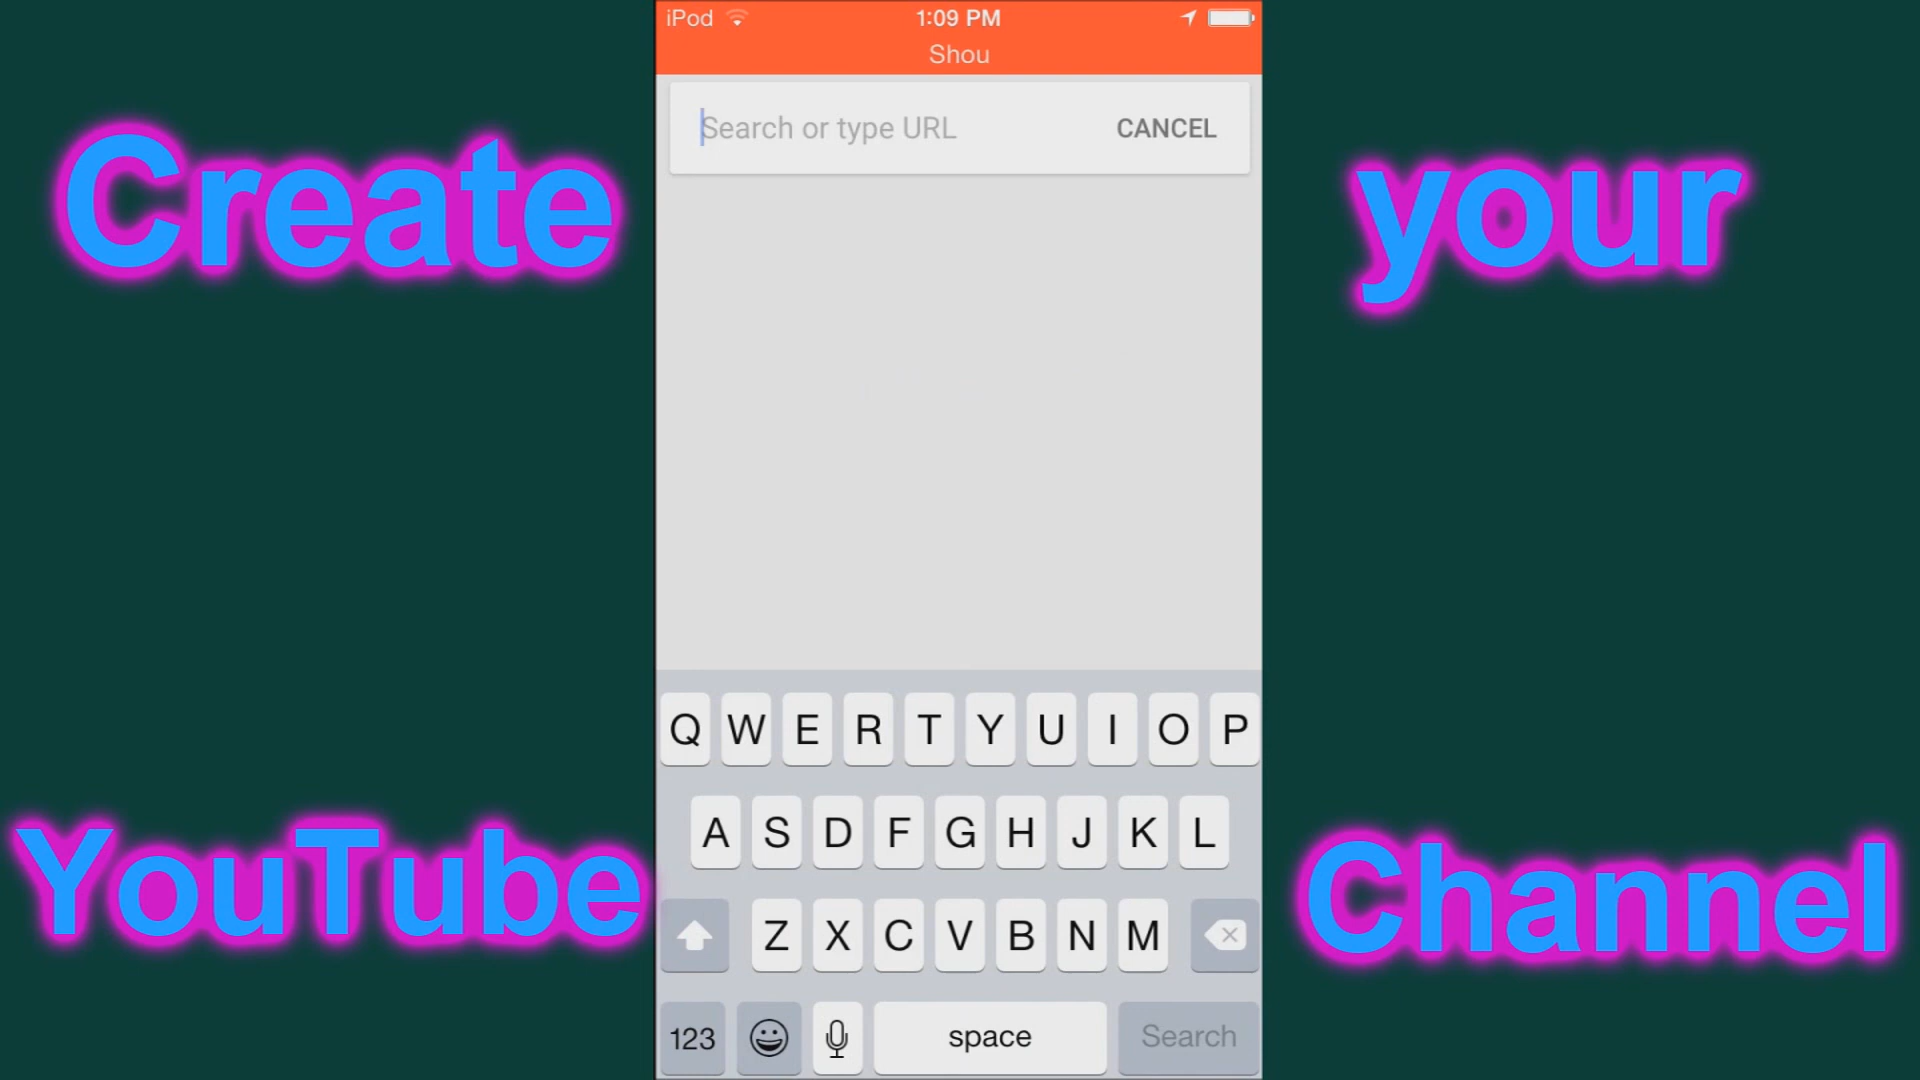 iPod 1:09 PM
Shou
Search or type URL CANCEL
Create your
Q W E R T Y U I O P
A S D F G H J K L
YouTube Channel
Z X C V B N M
123 space Search